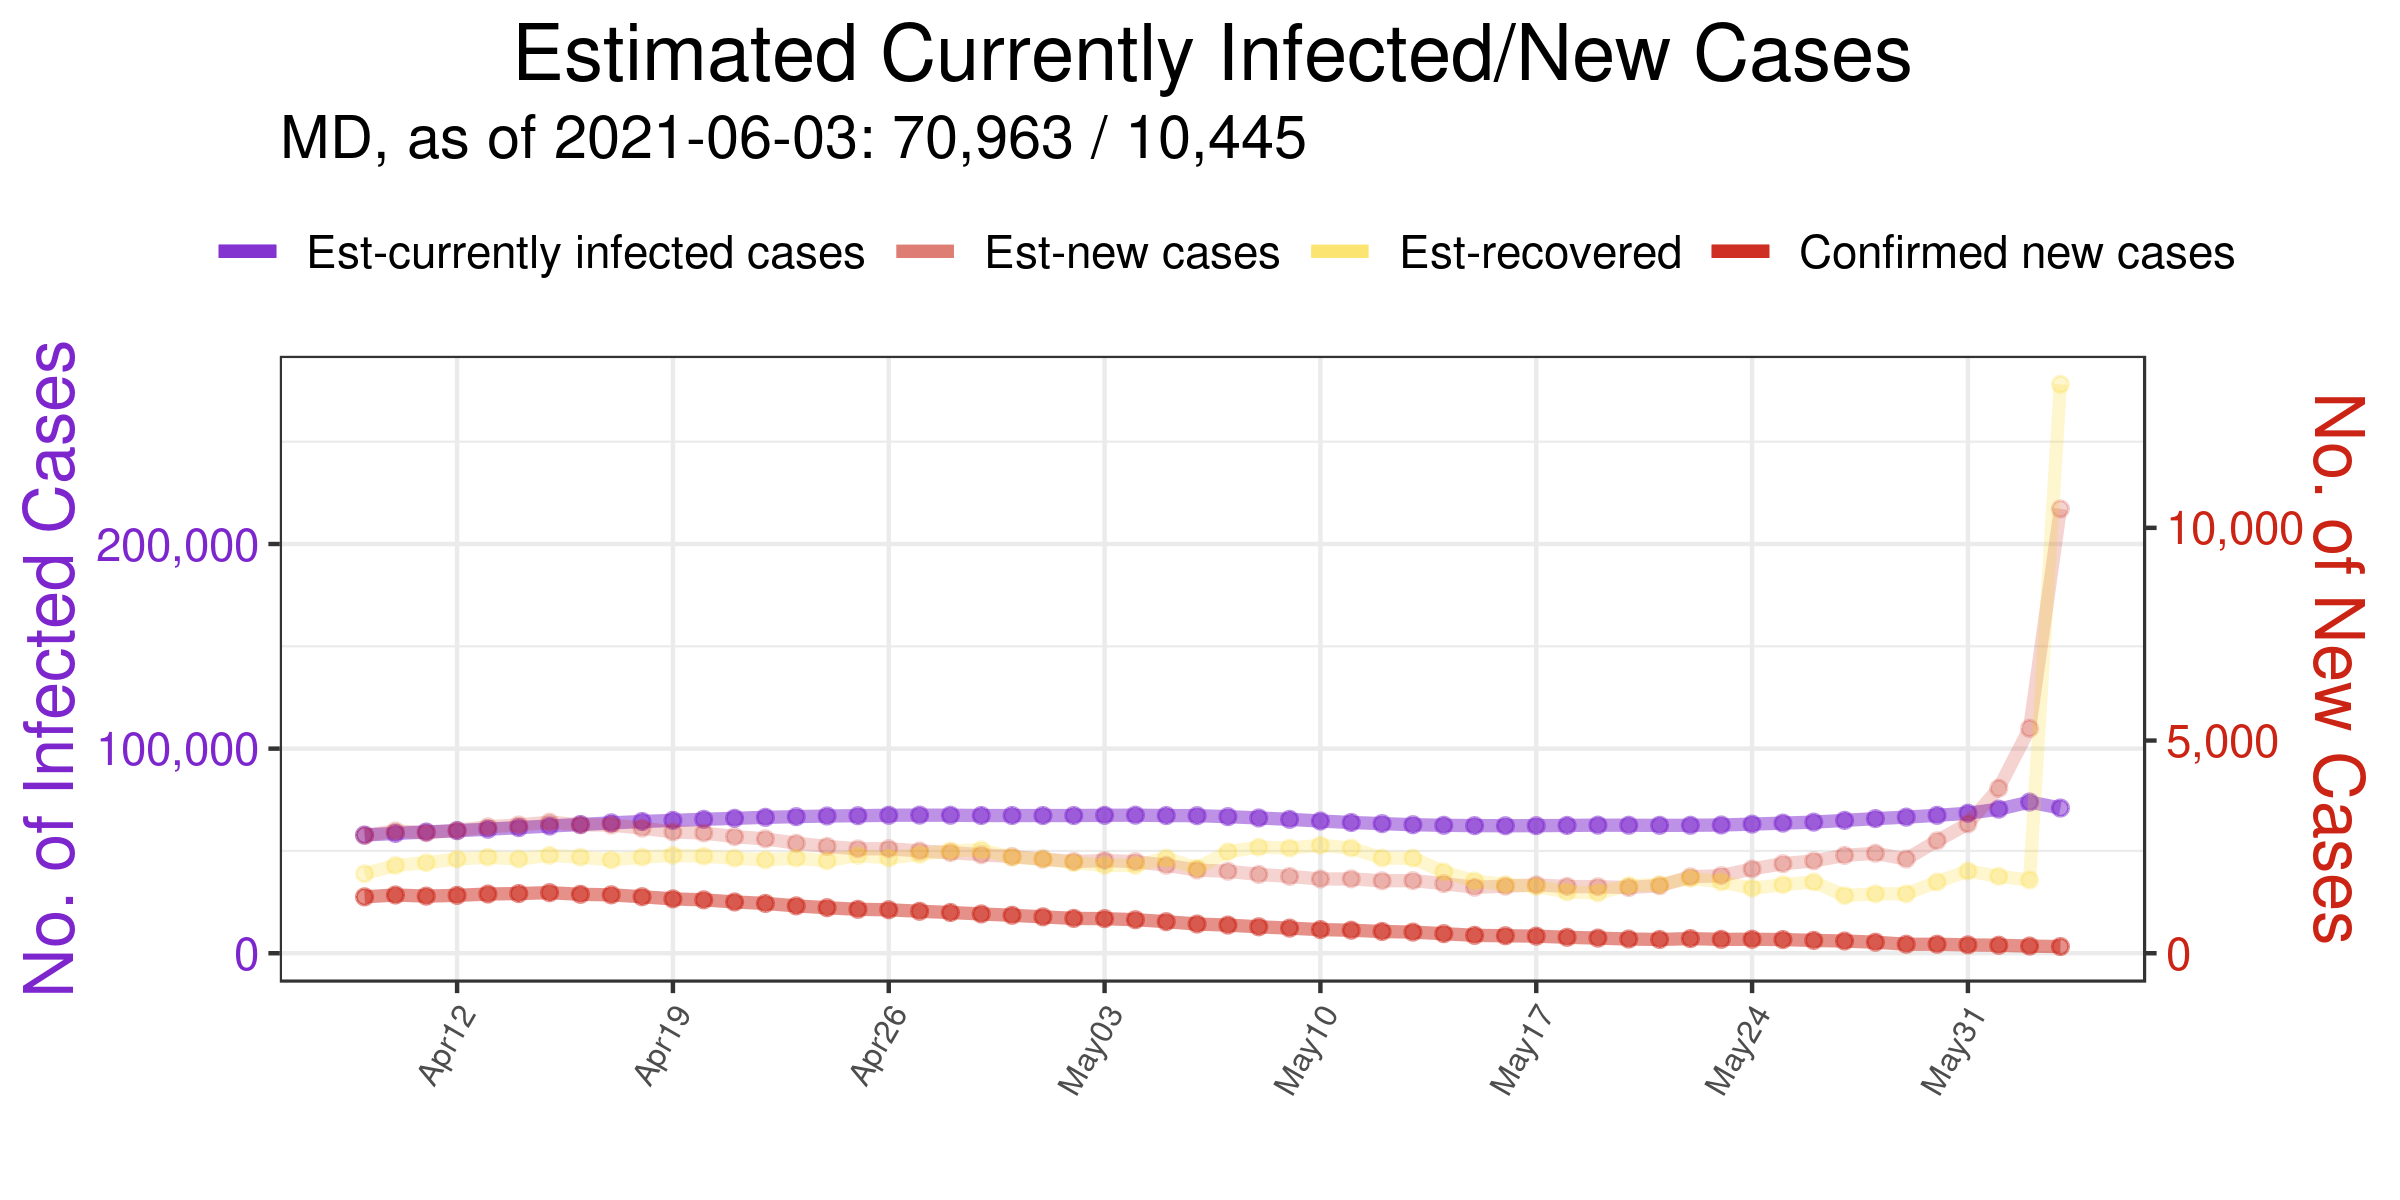 Estimated Currently Infected/New Cases
MD, as of 2021-06-03: 70,963 / 10,445
Est-currently infected cases Est-new cases Est-recovered Confirmed new cases
No. of Infected Cases
200,000
100,000
0
10,000
5,000
0
No. of New Cases
Apr12 Apr19 Apr26 May03 May10 May17 May24 May31